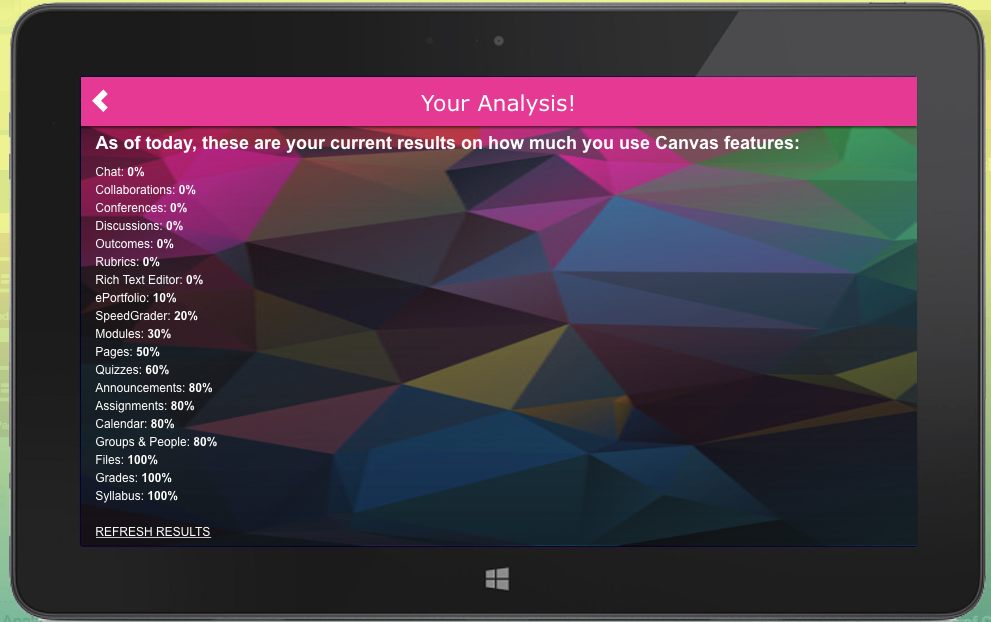 Your Analysis!
As of today, these are your current results on how much you use Canvas features:
Chat: 0%
Collaborations: 0%
Conferences: 0%
Discussions: 0%
Outcomes: 0%
Rubrics: 0%
Rich Text Editor: 0%
ePortfolio: 10%
SpeedGrader: 20%
Modules: 30%
Pages: 50%
Quizzes: 60%
Announcements: 80%
Assignments: 80%
Calendar: 80%
Groups & People: 80%
Files: 100%
Grades: 100%
Syllabus: 100%
REFRESH RESULTS